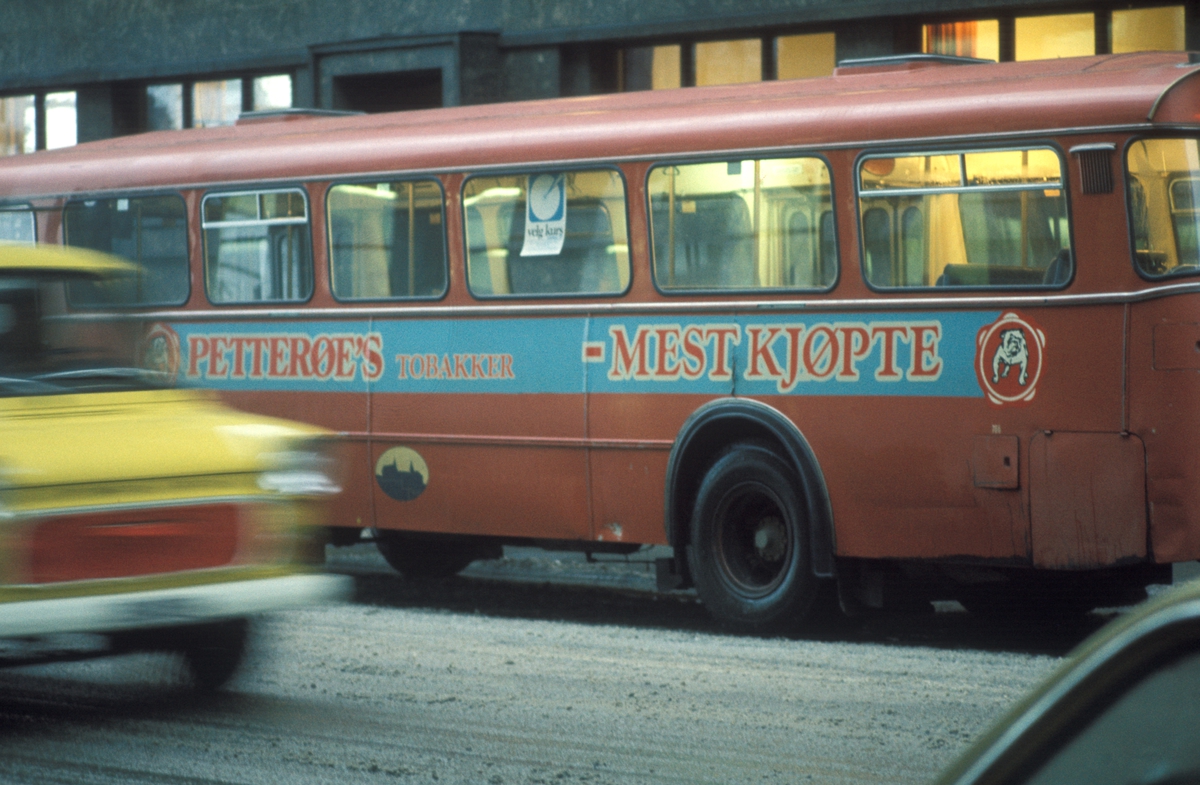 velg kurs
PETTERØE'S TOBAKKER - MEST KJØPTE